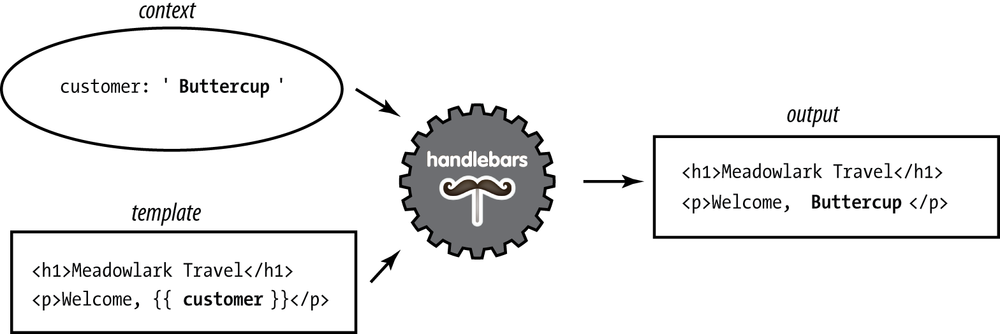 context
customer: ' Buttercup '
template
<h1>Meadowlark Travel</h1>
<p>Welcome, {{ customer }}</p>
handlebars
output
<h1>Meadowlark Travel</h1>
<p>Welcome, Buttercup </p>